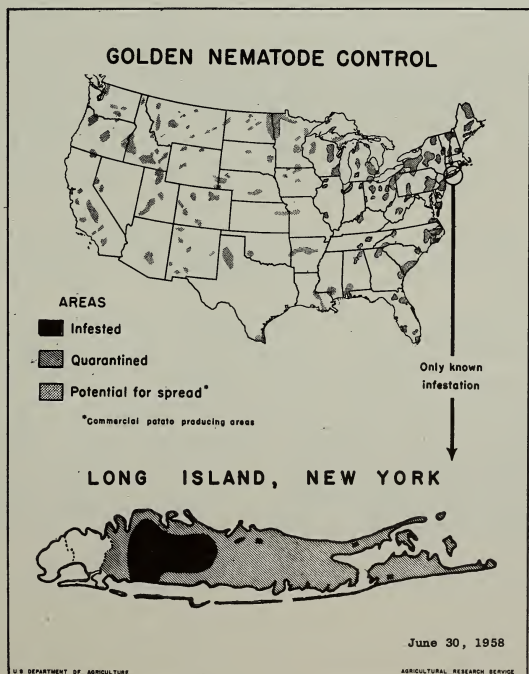 GOLDEN NEMATODE CONTROL
AREAS
Infested
Quarantined
Potential for spread*
*Commercial potato producing areas
Only known
infestation
LONG ISLAND, NEW YORK
June 30, 1958
U.S. DEPARTMENT OF AGRICULTURE
AGRICULTURAL RESEARCH SERVICE